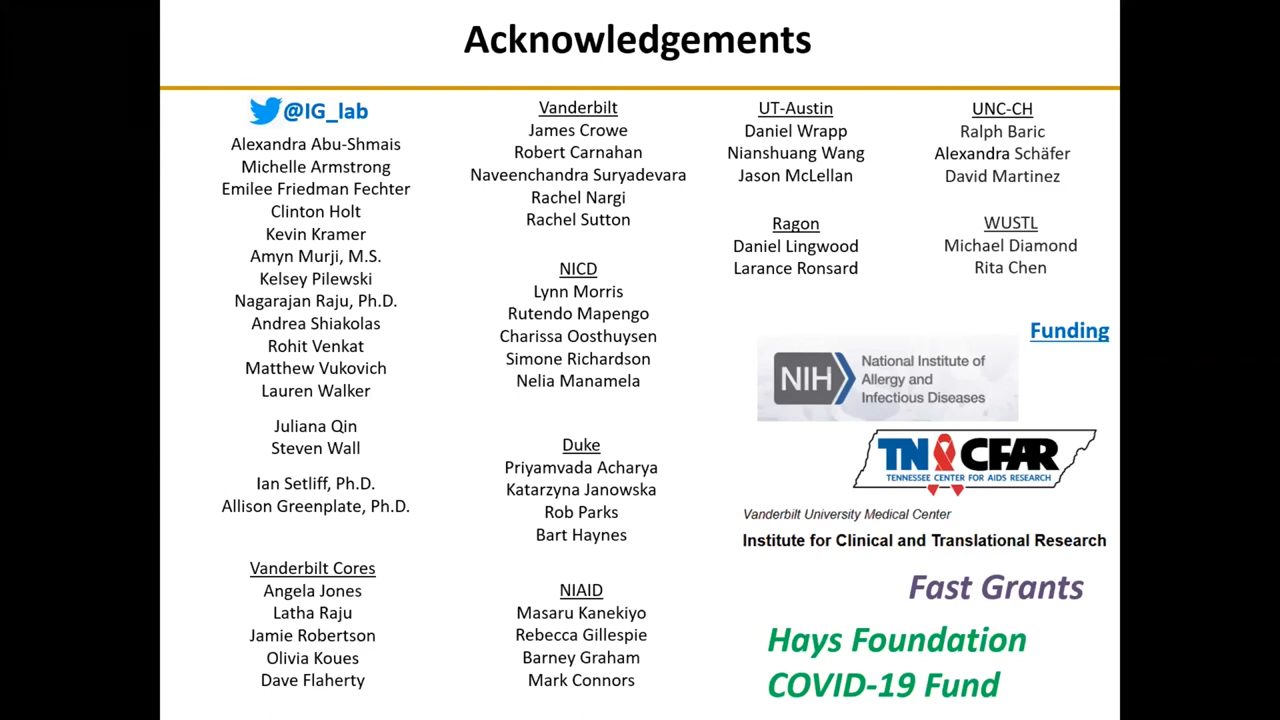 Acknowledgements
@IG_lab
Alexandra Abu-Shmais
Michelle Armstrong
Emilee Friedman Fechter
Clinton Holt
Kevin Kramer
Amyn Murji, M.S.
Kelsey Pilewski
Nagarajan Raju, Ph.D.
Andrea Shiakolas
Rohit Venkat
Matthew Vukovich
Lauren Walker
Juliana Qin
Steven Wall
Ian Setliff, Ph.D.
Allison Greenplate, Ph.D.
Vanderbilt Cores
Angela Jones
Latha Raju
Jamie Robertson
Olivia Koues
Dave Flaherty
Vanderbilt
James Crowe
Robert Carnahan
Naveenchandra Suryadevara
Rachel Nargi
Rachel Sutton
NICD
Lynn Morris
Rutendo Mapengo
Charissa Oosthuysen
Simone Richardson
Nelia Manamela
Duke
Priyamvada Acharya
Katarzyna Janowska
Rob Parks
Bart Haynes
NIAID
Masaru Kanekiyo
Rebecca Gillespie
Barney Graham
Mark Connors
UT-Austin
Daniel Wrapp
Nianshuang Wang
Jason McLellan
Ragon
Daniel Lingwood
Larance Ronsard
UNC-CH
Ralph Baric
Alexandra Schäfer
David Martinez
WUSTL
Michael Diamond
Rita Chen
Funding
NIH
National Institute of
Allergy and
Infectious Diseases
TN CFAR
TENNESSEE CENTER FOR AIDS RESEARCH
Vanderbilt University Medical Center
Institute for Clinical and Translational Research
Fast Grants
Hays Foundation
COVID-19 Fund